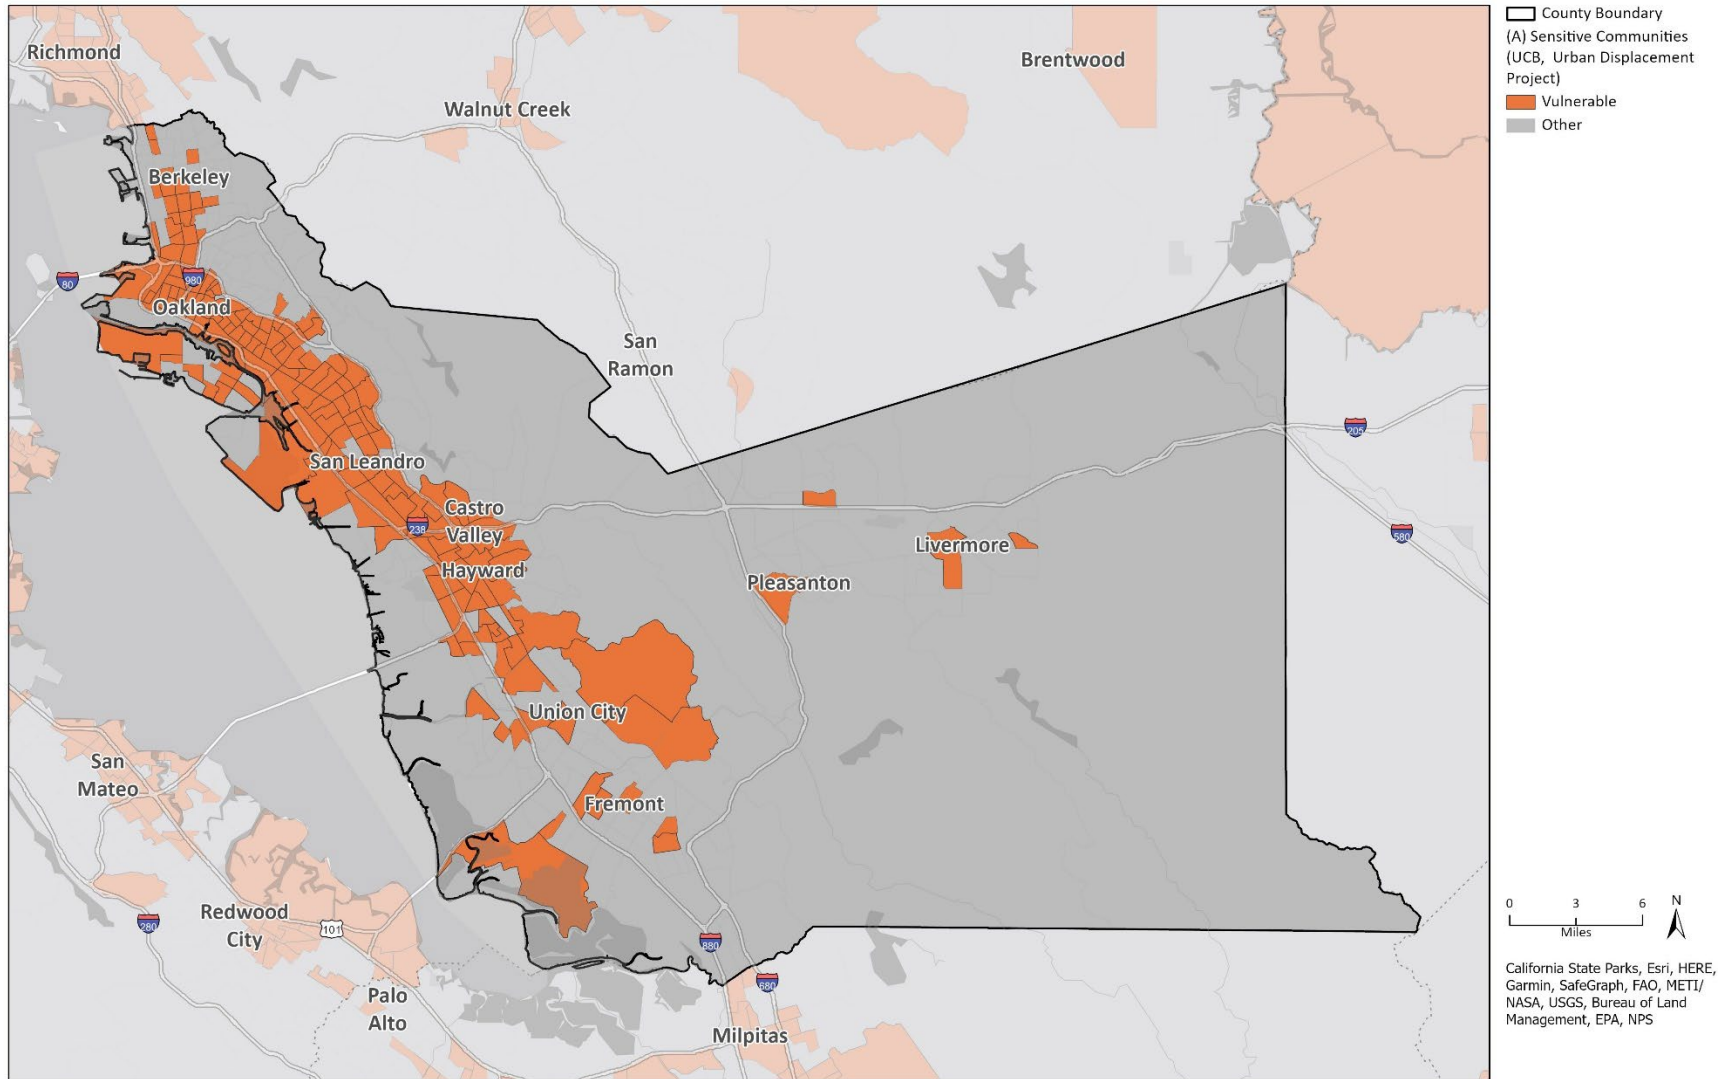 Richmond
Brentwood
Walnut Creek
Berkeley
80
980
Oakland
San
Ramon
205
San Leandro
Castro
Valley
238
580
Livermore
Hayward
Pleasanton
Union City
San
Mateo
Fremont
Redwood
City
280
101
880
Palo
Alto
680
Milpitas
County Boundary
(A) Sensitive Communities
(UCB, Urban Displacement
Project)
Vulnerable
Other
0 3 6
Miles
N
California State Parks, Esri, HERE,
Garmin, SafeGraph, FAO, METI/
NASA, USGS, Bureau of Land
Management, EPA, NPS